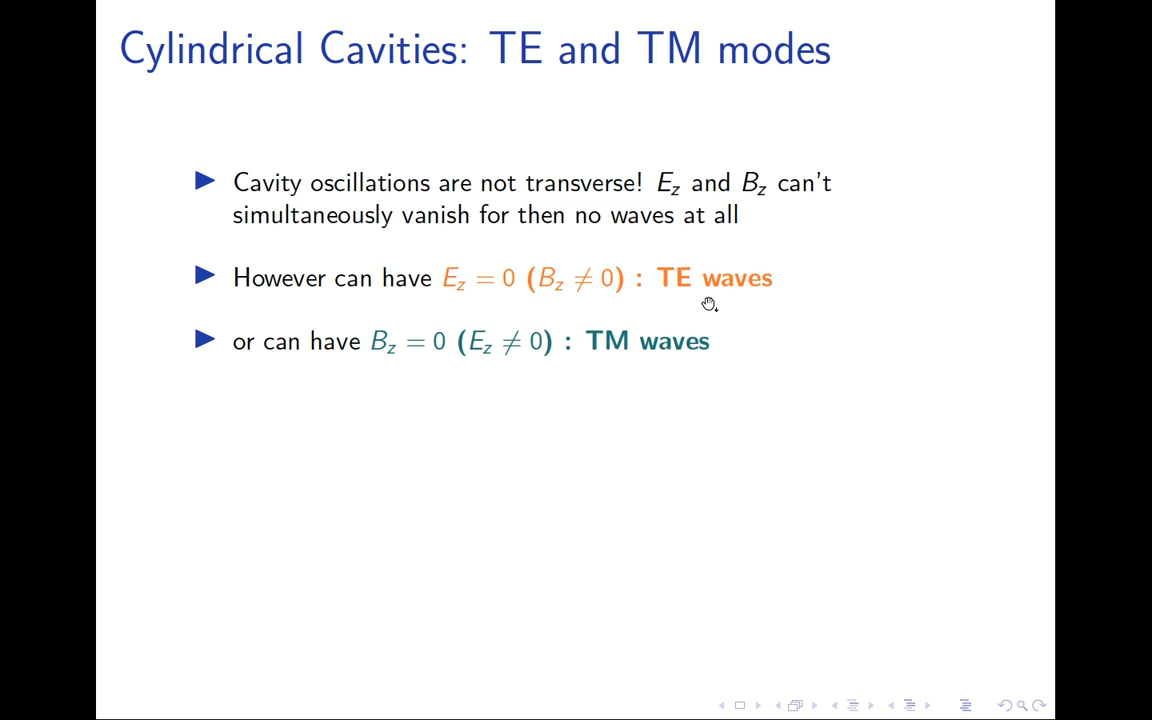 Cylindrical Cavities: TE and TM modes
▶ Cavity oscillations are not transverse! E_z and B_z can't
simultaneously vanish for then no waves at all
▶ However can have E_z = 0 (B_z ≠ 0) : TE waves
▶ or can have B_z = 0 (E_z ≠ 0) : TM waves